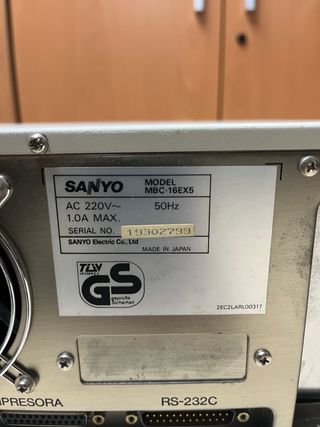 SANYO MODEL
MBC-16EX5
AC 220V~ 50Hz
1.0A MAX.
SERIAL NO. 19302799
SANYO Electric Co., Ltd
MADE IN JAPAN
TÜV
GS
geprüfte
Sicherheit
2EC2LARL00317
MPRESORA RS-232C